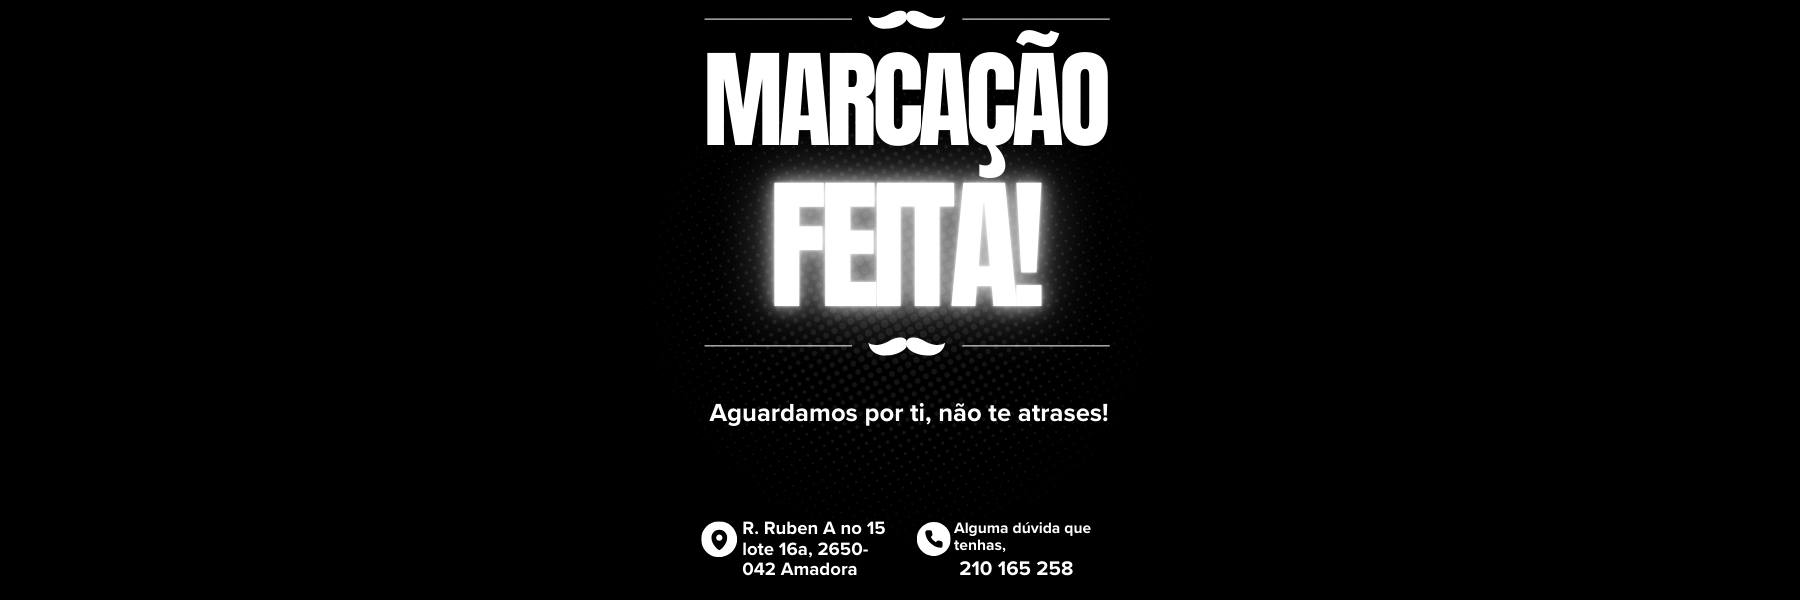 MARCAÇÃO
FEITA!
Aguardamos por ti, não te atrases!
R. Ruben A no 15
lote 16a, 2650-
042 Amadora
Alguma dúvida que
tenhas,
210 165 258